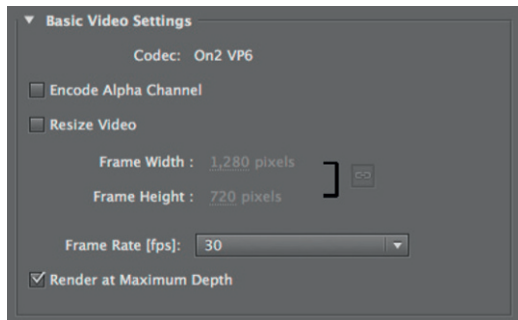 Basic Video Settings
Codec: On2 VP6
Encode Alpha Channel
Resize Video
Frame Width : 1,280 pixels
Frame Height : 720 pixels
Frame Rate [fps]: 30
Render at Maximum Depth